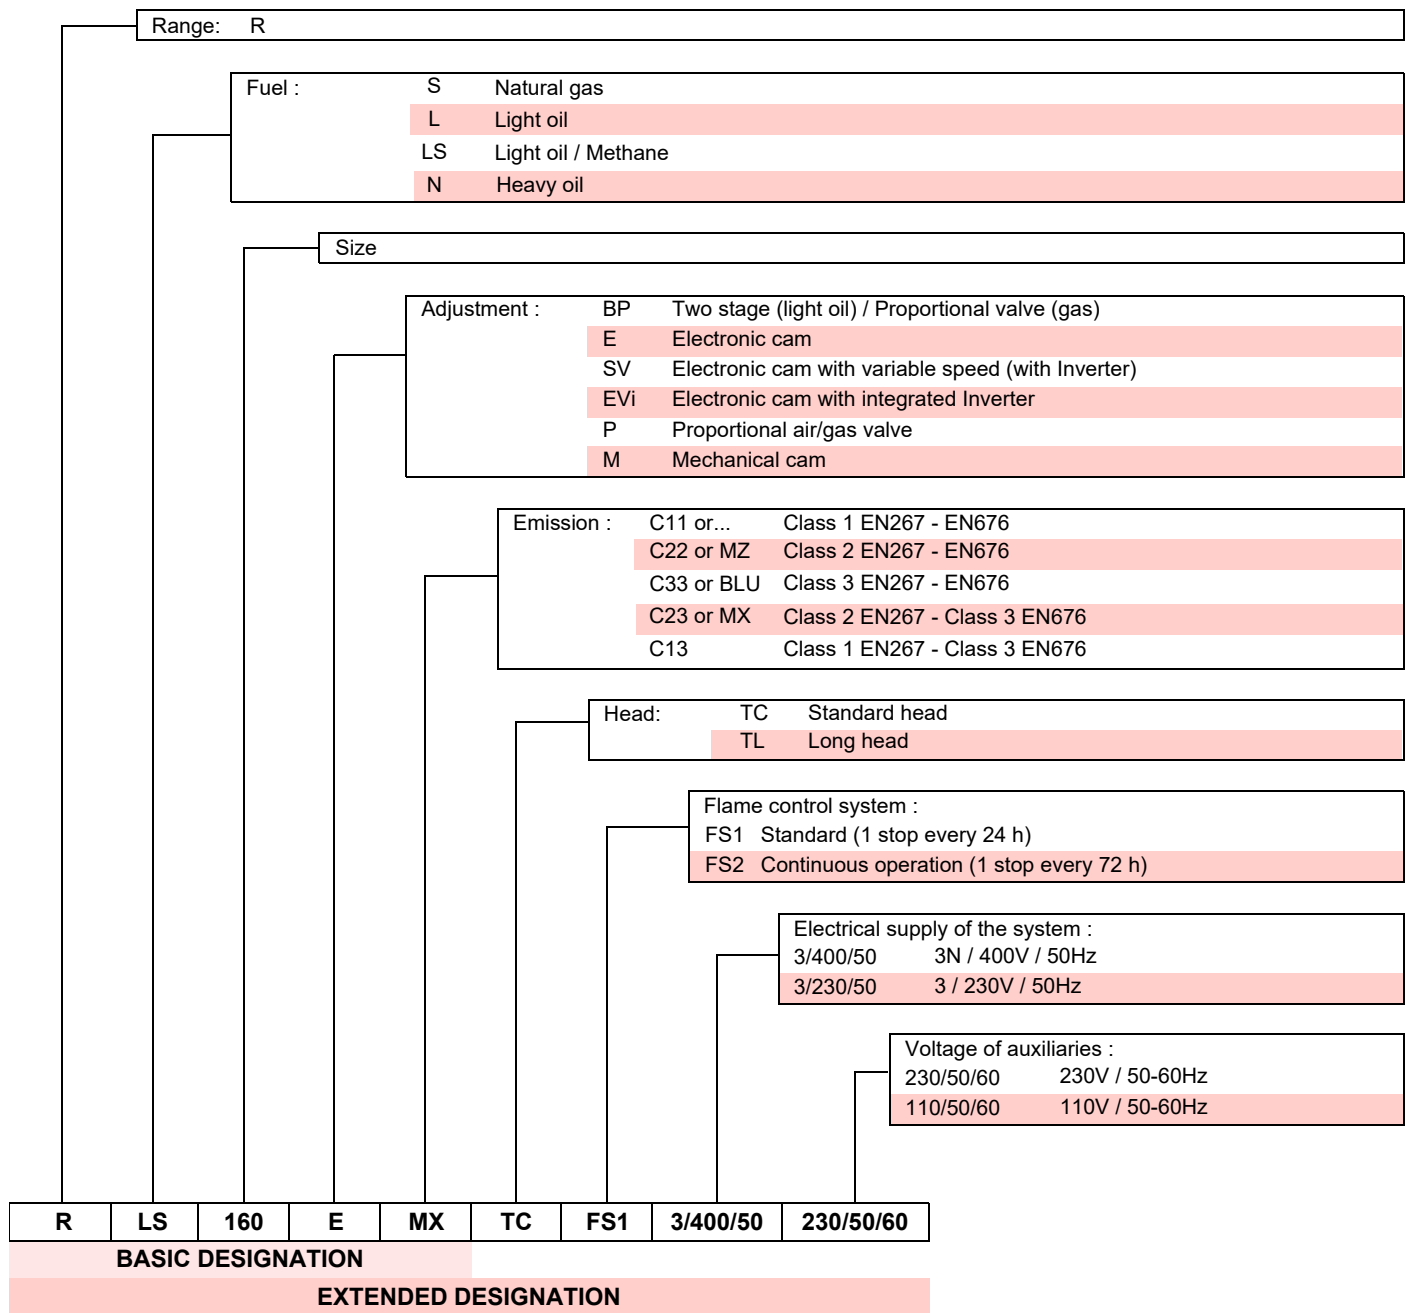 Range: R
Fuel : S Natural gas
L Light oil
LS Light oil / Methane
N Heavy oil
Size
Adjustment : BP Two stage (light oil) / Proportional valve (gas)
E Electronic cam
SV Electronic cam with variable speed (with Inverter)
EVi Electronic cam with integrated Inverter
P Proportional air/gas valve
M Mechanical cam
Emission : C11 or... Class 1 EN267 - EN676
C22 or MZ Class 2 EN267 - EN676
C33 or BLU Class 3 EN267 - EN676
C23 or MX Class 2 EN267 - Class 3 EN676
C13 Class 1 EN267 - Class 3 EN676
Head: TC Standard head
TL Long head
Flame control system :
FS1 Standard (1 stop every 24 h)
FS2 Continuous operation (1 stop every 72 h)
Electrical supply of the system :
3/400/50 3N / 400V / 50Hz
3/230/50 3 / 230V / 50Hz
Voltage of auxiliaries :
230/50/60 230V / 50-60Hz
110/50/60 110V / 50-60Hz
R LS 160 E MX TC FS1 3/400/50 230/50/60
BASIC DESIGNATION
EXTENDED DESIGNATION